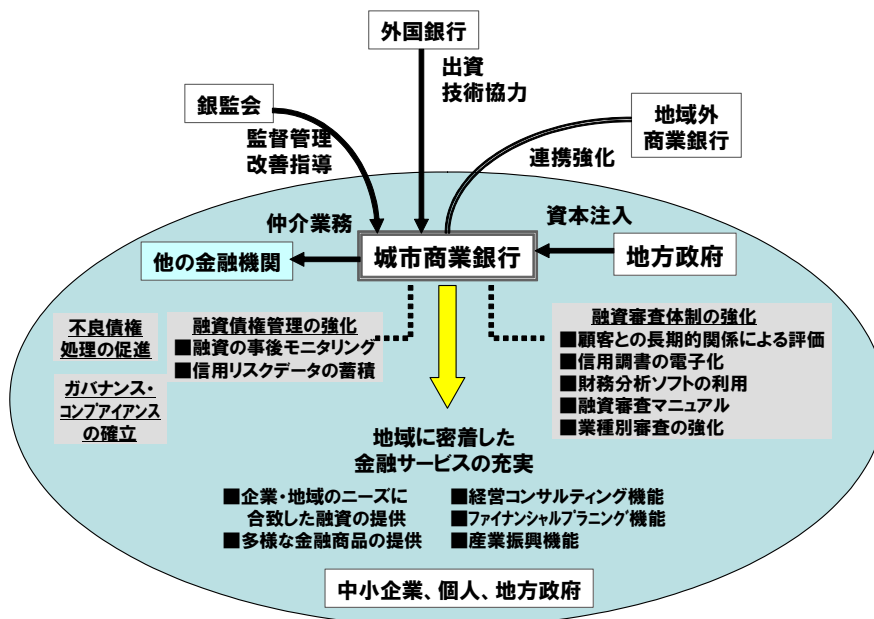 外国銀行
出資
技術協力
銀監会
監督管理
改善指導
地域外
商業銀行
連携強化
仲介業務
資本注入
他の金融機関
城市商業銀行
地方政府
不良債権
処理の促進
ガバナンス・
コンプアイアンス
の確立
融資債権管理の強化
■融資の事後モニタリング
■信用リスクデータの蓄積
融資審査体制の強化
■顧客との長期的関係による評価
■信用調書の電子化
■財務分析ソフトの利用
■融資審査マニュアル
■業種別審査の強化
地域に密着した
金融サービスの充実
■企業・地域のニーズに
合致した融資の提供
■多様な金融商品の提供
■経営コンサルティング機能
■ファイナンシャルプラニング機能
■産業振興機能
中小企業、個人、地方政府